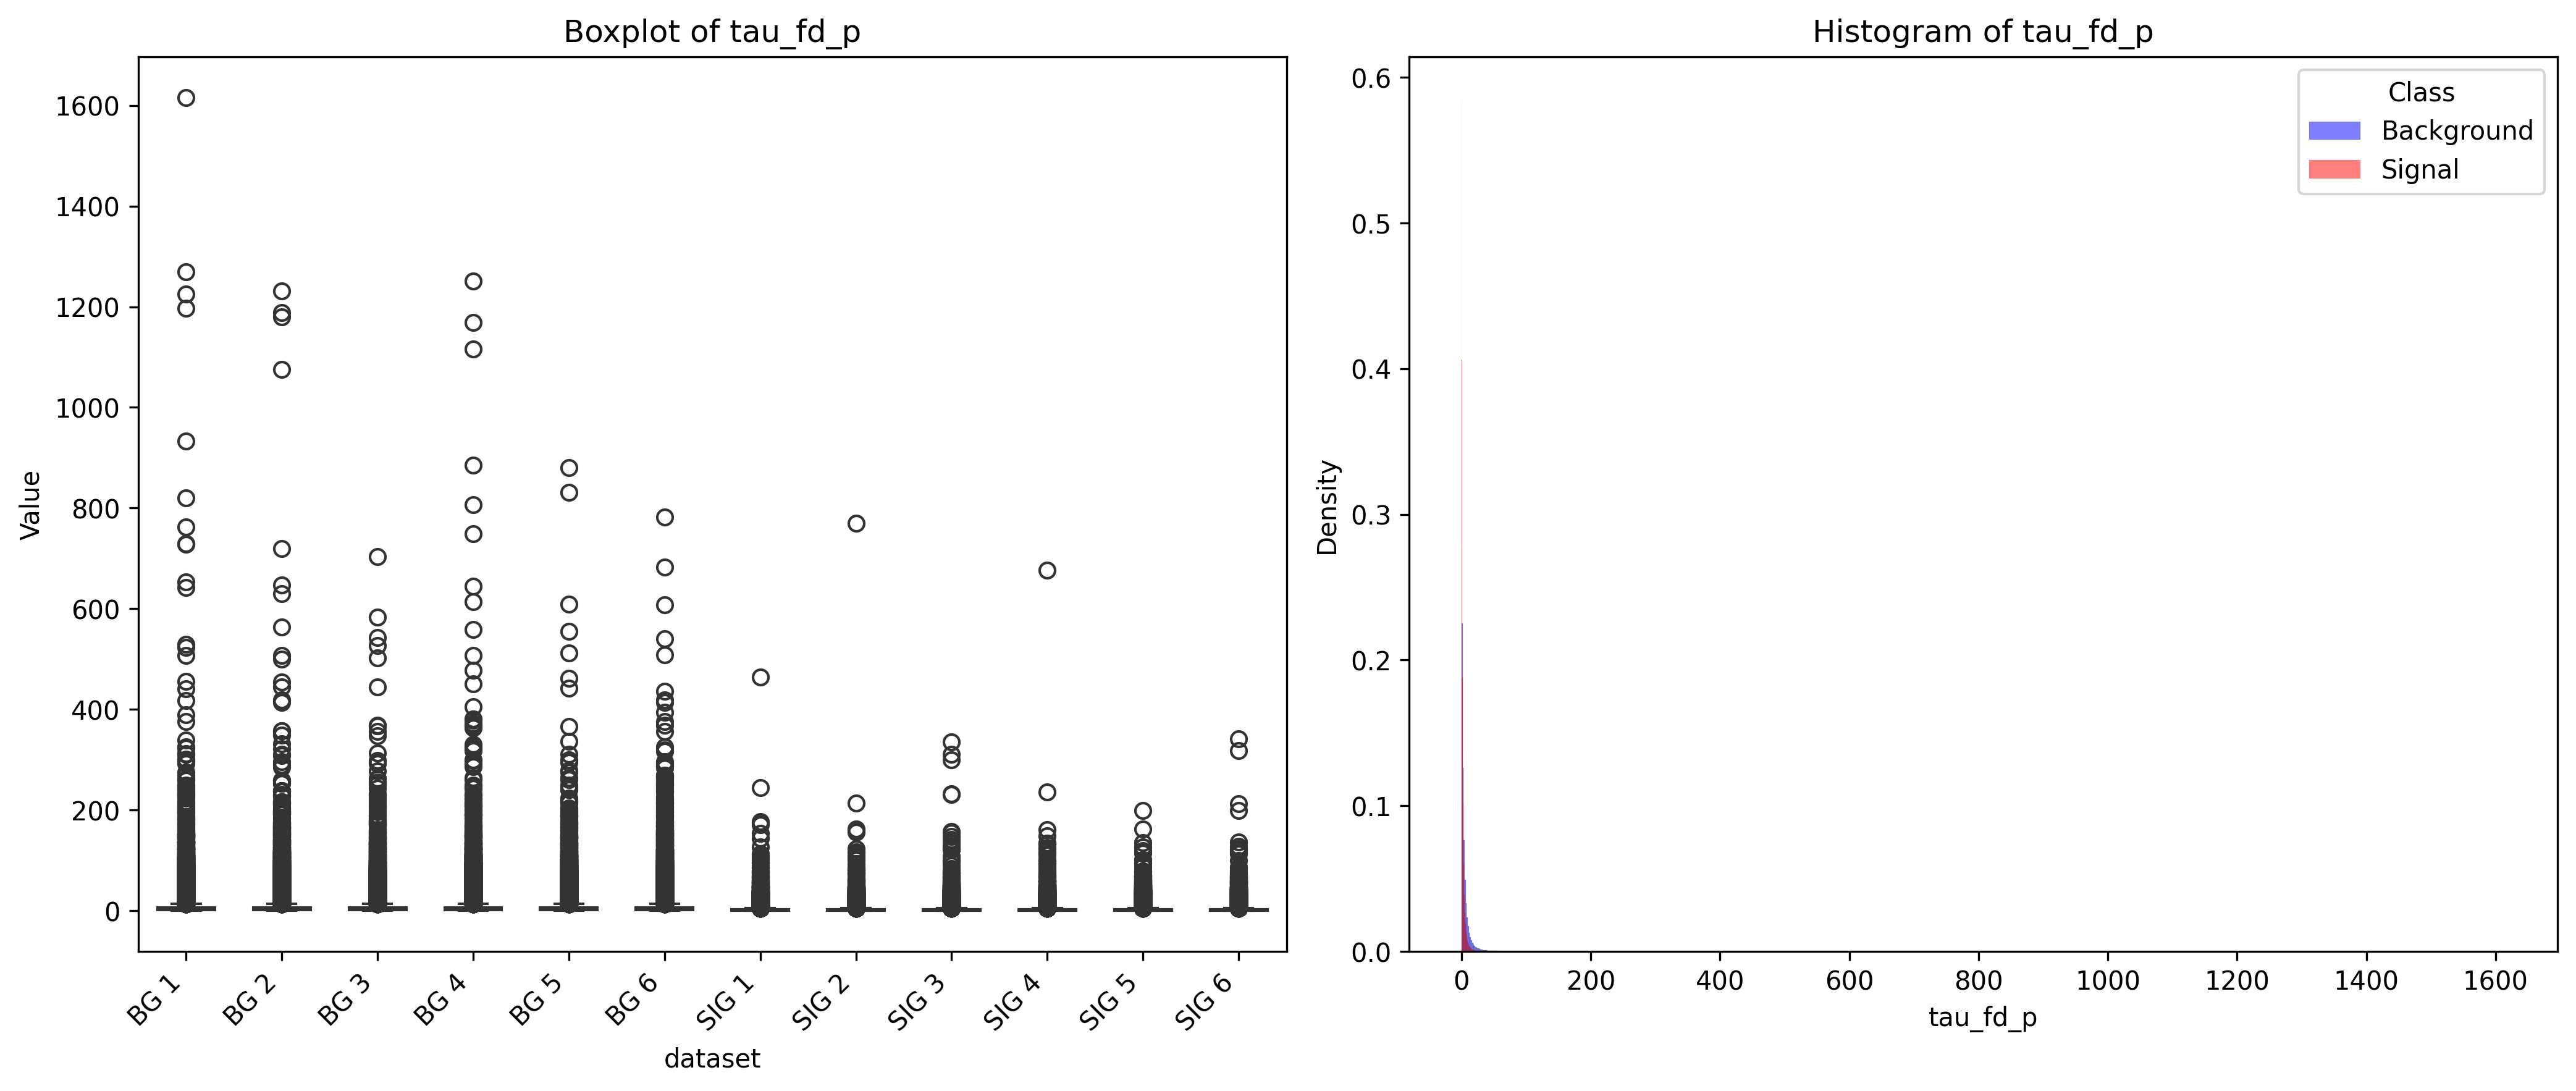 Boxplot of tau_fd_p
Value
1600
1400
1200
1000
800
600
400
200
0
BG 1
BG 2
BG 3
BG 4
BG 5
BG 6
SIG 1
SIG 2
SIG 3
SIG 4
SIG 5
SIG 6
dataset
Histogram of tau_fd_p
Density
0.6
0.5
0.4
0.3
0.2
0.1
0.0
Class
Background
Signal
0 200 400 600 800 1000 1200 1400 1600
tau_fd_p